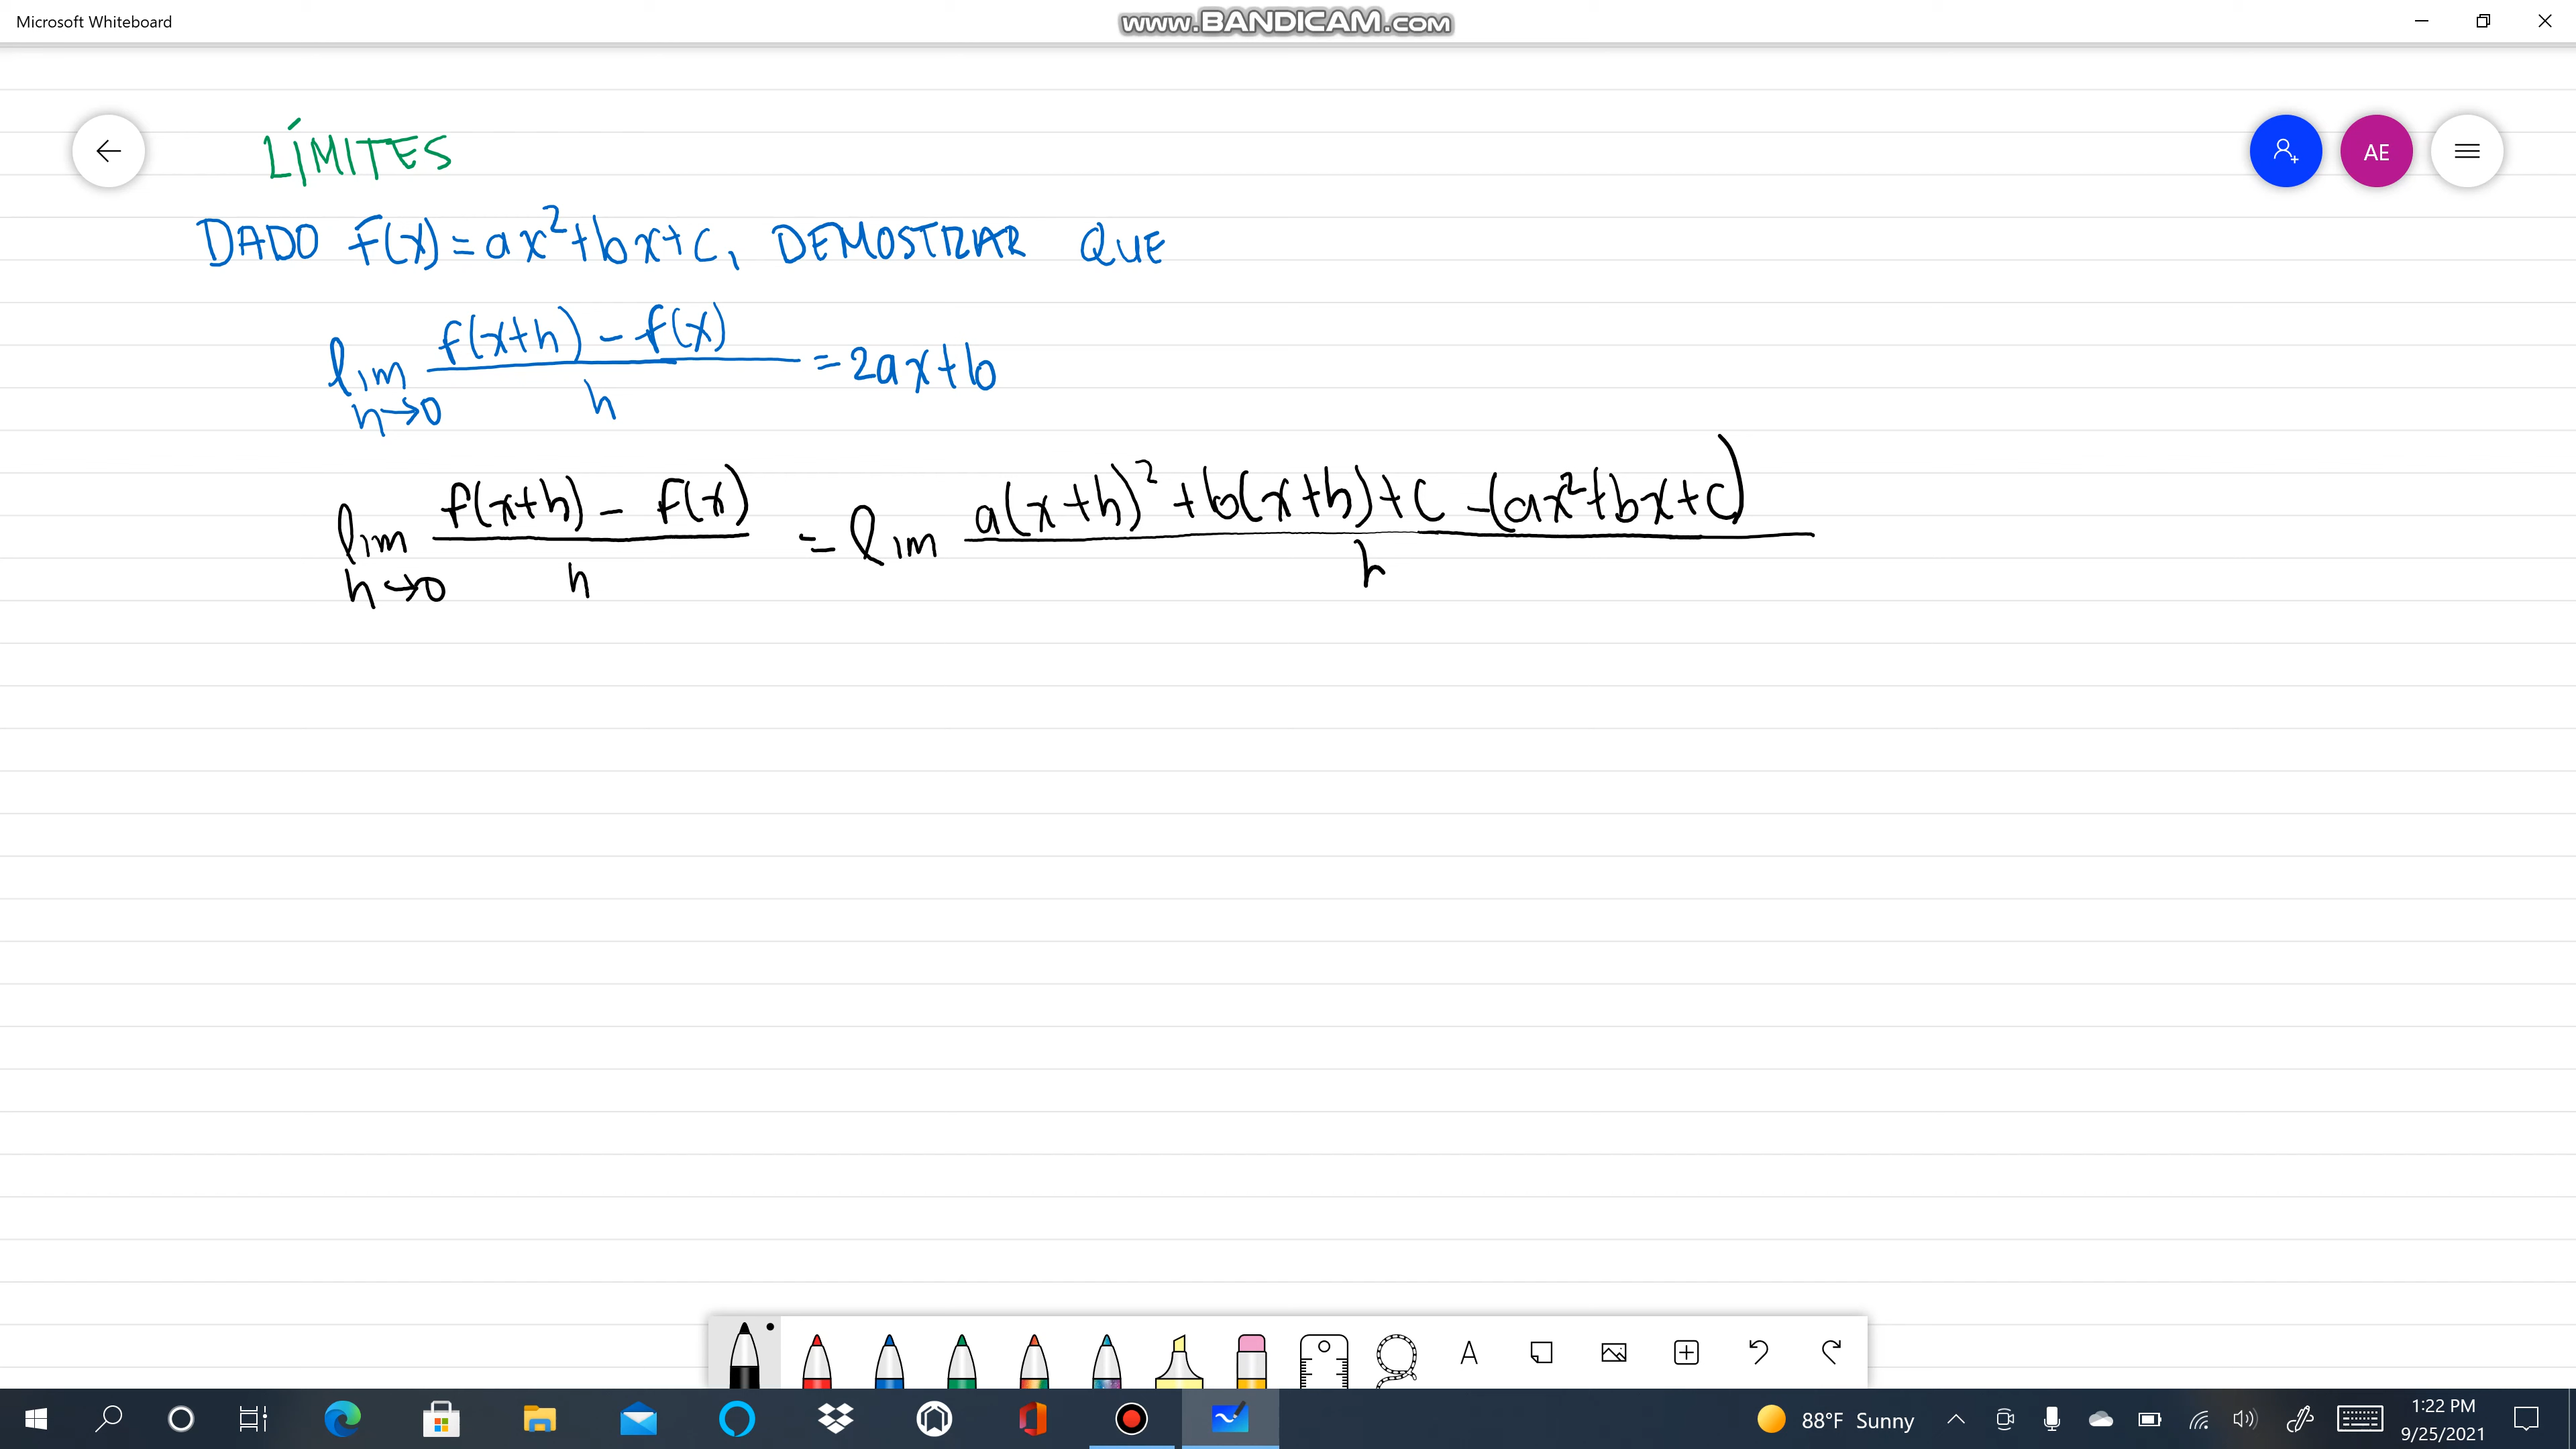 Microsoft Whiteboard
www.BANDICAM.com
AE
LÍMITES
DADO f(x)=ax²+bx+c, DEMOSTRAR QUE
lim h→0 (f(x+h) - f(x))/h = 2ax+b
lim h→0 (f(x+h) - f(x))/h = lim (a(x+h)² + b(x+h) + c - (ax²+bx+c))/h
A
88°F Sunny
1:22 PM
9/25/2021